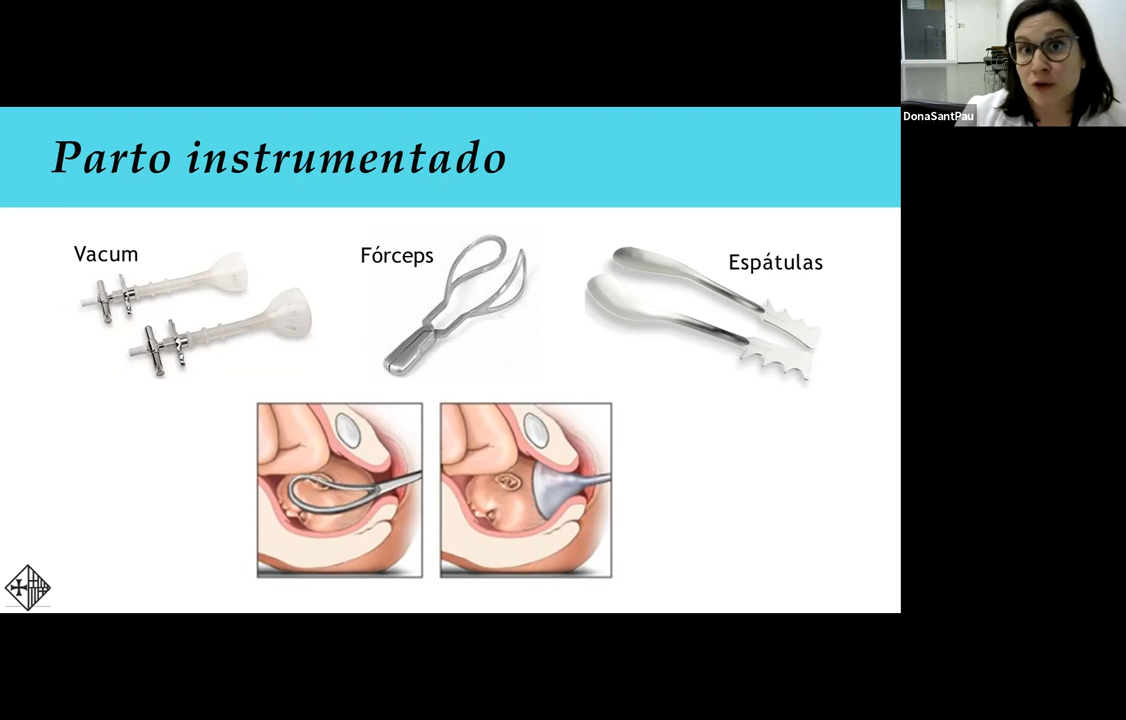 Parto instrumentado
DonaSantPau
Vacum
Fórceps
Espátulas